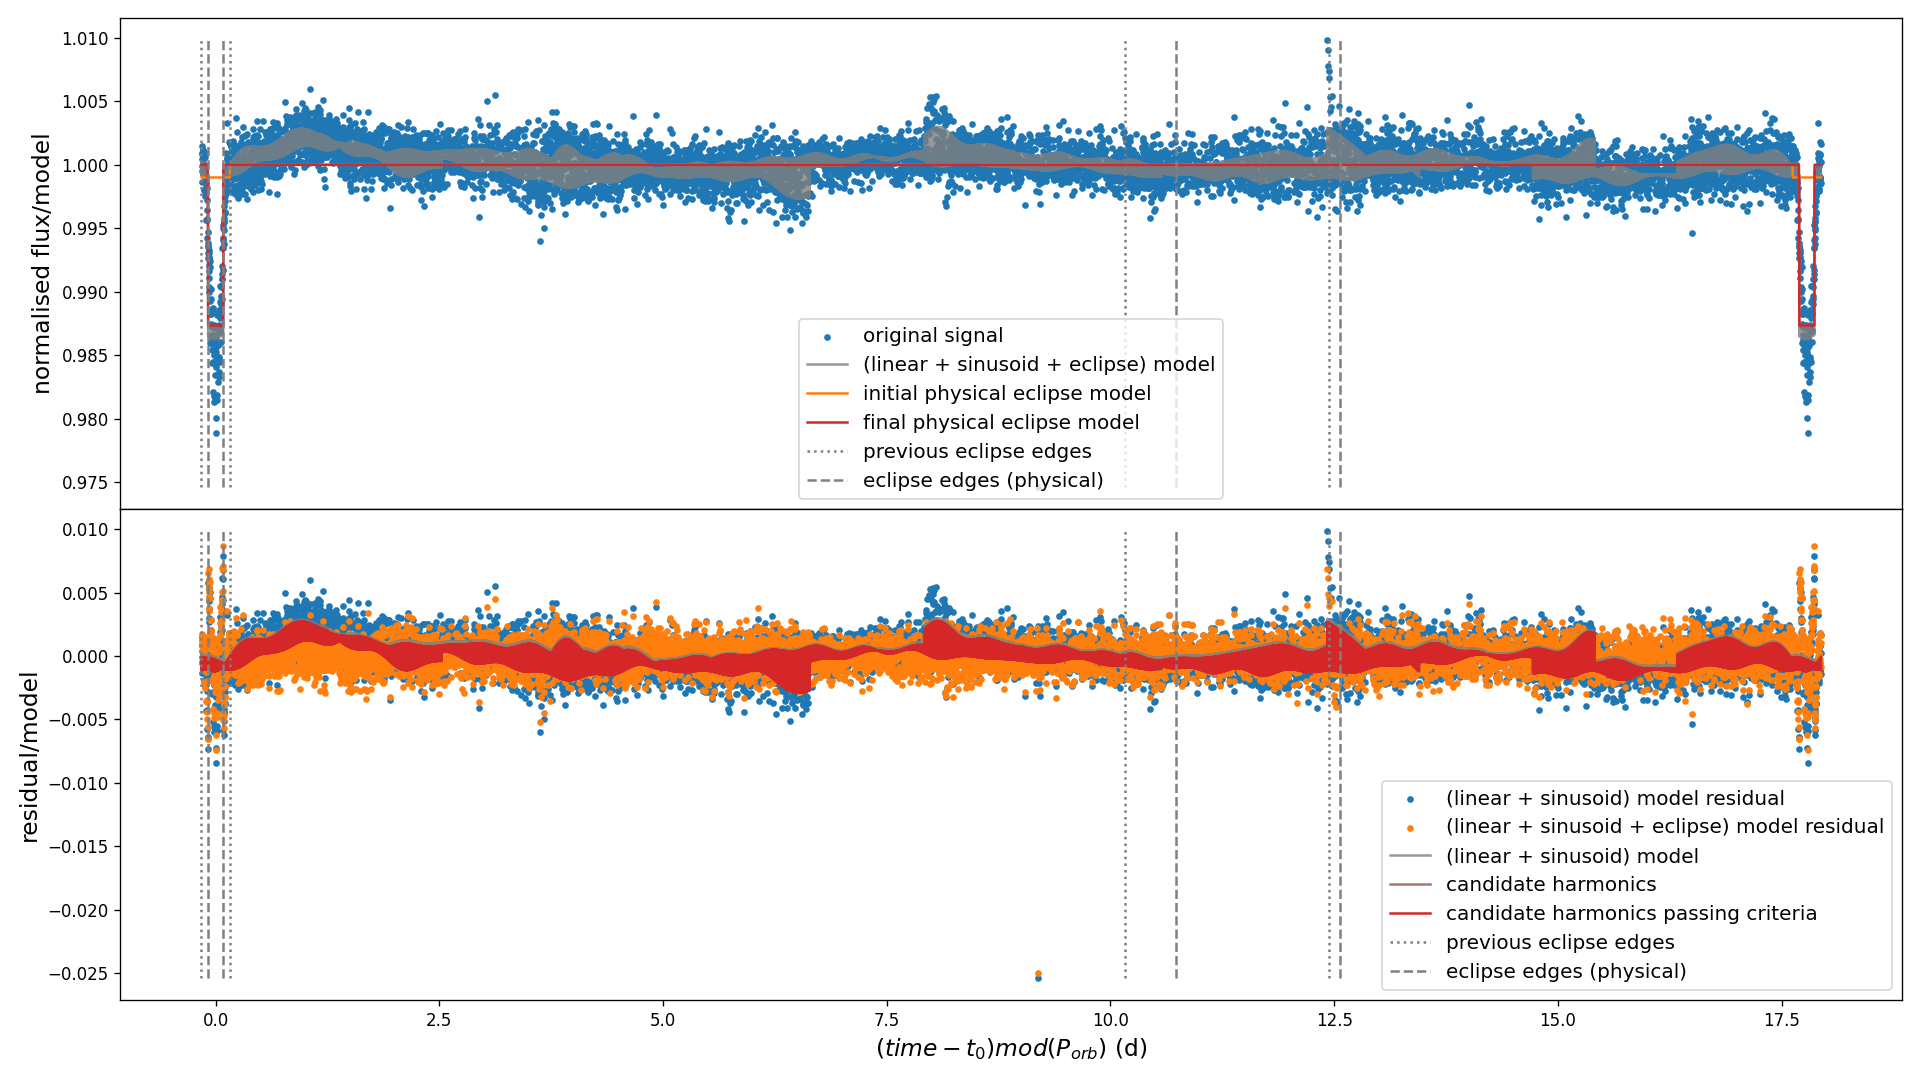 1.010
1.005
1.000
0.995
0.990
0.985
0.980
0.975
normalised flux/model
original signal
(linear + sinusoid + eclipse) model
initial physical eclipse model
final physical eclipse model
previous eclipse edges
eclipse edges (physical)
0.010
0.005
0.000
−0.005
−0.010
−0.015
−0.020
−0.025
residual/model
(linear + sinusoid) model residual
(linear + sinusoid + eclipse) model residual
(linear + sinusoid) model
candidate harmonics
candidate harmonics passing criteria
previous eclipse edges
eclipse edges (physical)
0.0 2.5 5.0 7.5 10.0 12.5 15.0 17.5
(time − t₀)mod(P_orb) (d)